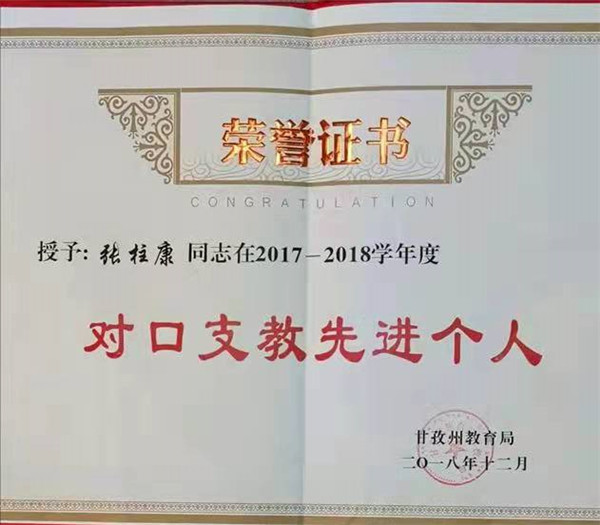 荣誉证书
CONGRATULATION
授予：张柱康 同志在2017-2018学年度
对口支教先进个人
甘孜州教育局
二〇一八年十二月